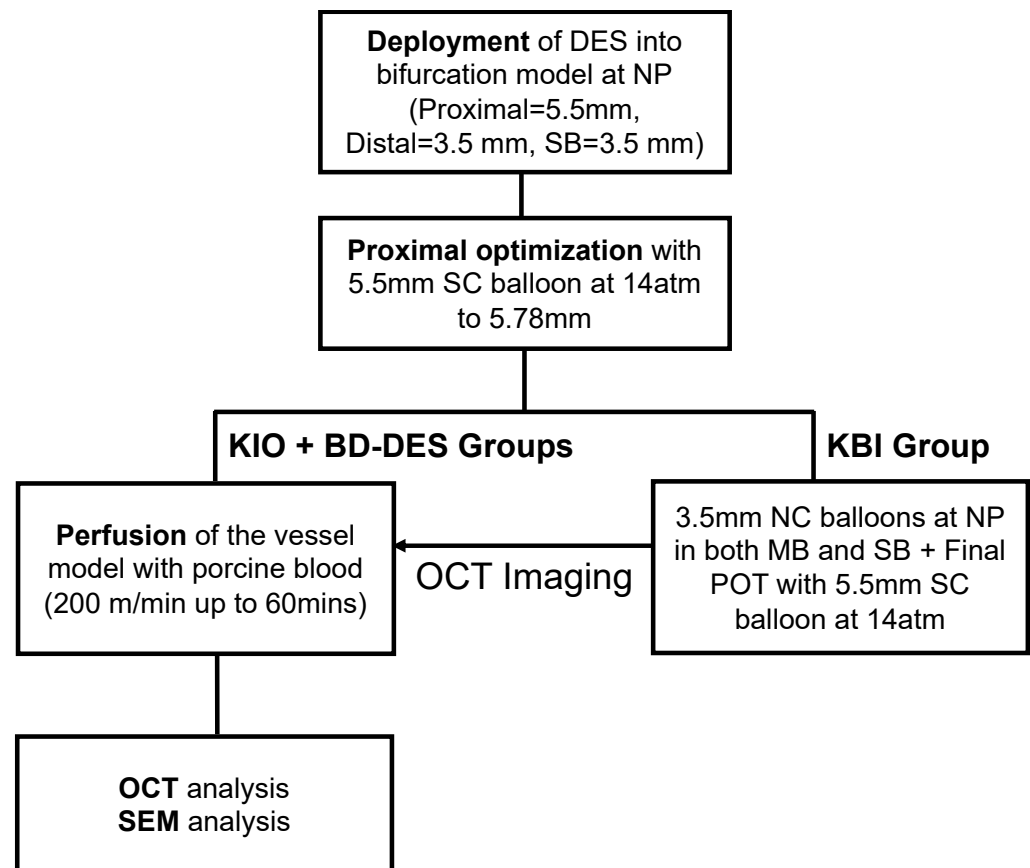 Deployment of DES into
bifurcation model at NP
(Proximal=5.5mm,
Distal=3.5 mm, SB=3.5 mm)
Proximal optimization with
5.5mm SC balloon at 14atm
to 5.78mm
KIO + BD-DES Groups
KBI Group
Perfusion of the vessel
model with porcine blood
(200 m/min up to 60mins)
OCT Imaging
3.5mm NC balloons at NP
in both MB and SB + Final
POT with 5.5mm SC
balloon at 14atm
OCT analysis
SEM analysis